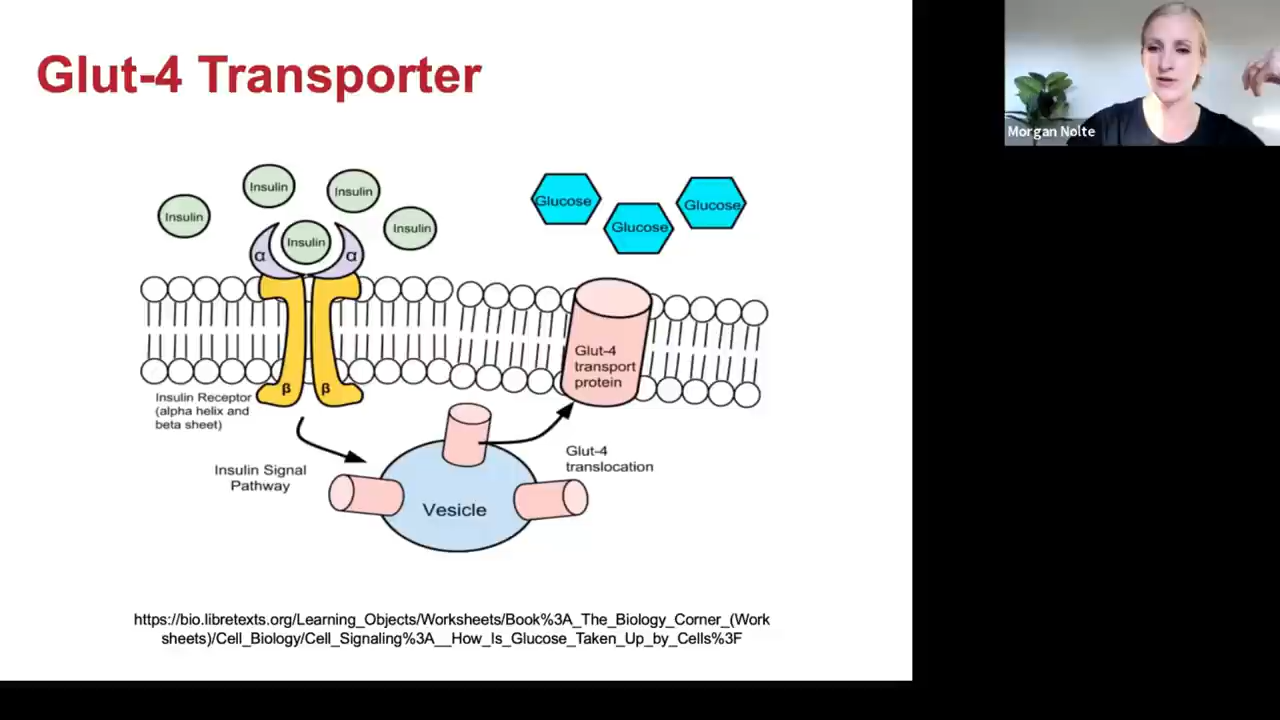 Glut-4 Transporter
Morgan Nolte
Insulin
Insulin
Insulin
Insulin
Insulin
α
α
Glucose
Glucose
Glucose
Glut-4
transport
protein
β
β
Insulin Receptor
(alpha helix and
beta sheet)
Insulin Signal
Pathway
Glut-4
translocation
Vesicle
https://bio.libretexts.org/Learning_Objects/Worksheets/Book%3A_The_Biology_Corner_(Work
sheets)/Cell_Biology/Cell_Signaling%3A__How_Is_Glucose_Taken_Up_by_Cells%3F